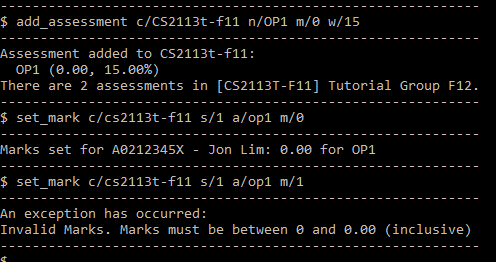 ------------------------------------------------------------
$ add_assessment c/CS2113t-f11 n/OP1 m/0 w/15
------------------------------------------------------------
Assessment added to CS2113t-f11:
  OP1 (0.00, 15.00%)
There are 2 assessments in [CS2113T-F11] Tutorial Group F12.
------------------------------------------------------------
$ set_mark c/cs2113t-f11 s/1 a/op1 m/0
------------------------------------------------------------
Marks set for A0212345X - Jon Lim: 0.00 for OP1
------------------------------------------------------------
$ set_mark c/cs2113t-f11 s/1 a/op1 m/1
------------------------------------------------------------
An exception has occurred:
Invalid Marks. Marks must be between 0 and 0.00 (inclusive)
------------------------------------------------------------
$